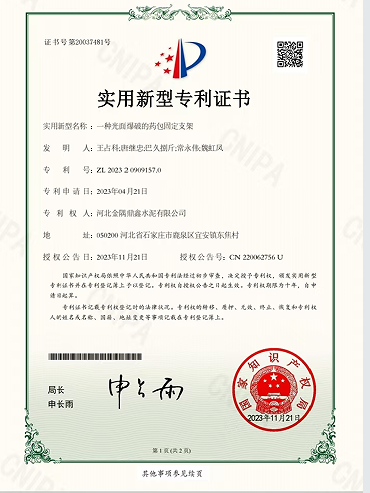 证书号第20037481号
实用新型专利证书
实用新型名称：一种光面爆破的药包固定支架
发明人：王占科;唐继忠;巴久捌斤;常永伟;魏虹凤
专利号：ZL 2023 2 0909157.0
专利申请日：2023年04月21日
专利权人：河北金隅鼎鑫水泥有限公司
地址：050200 河北省石家庄市鹿泉区宜安镇东焦村
授权公告日：2023年11月21日 授权公告号：CN 220062756 U
国家知识产权局依照中华人民共和国专利法经过初步审查，决定授予专利权，颁发实用新型
专利证书并在专利登记簿上予以登记。专利权自授权公告之日起生效。专利权期限为十年，自申
请日起算。
专利证书记载专利权登记时的法律状况。专利权的转移、质押、无效、终止、恢复和专利权
人的姓名或名称、国籍、地址变更等事项记载在专利登记簿上。
局长
申长雨
申长雨
国家知识产权局
2023年11月21日
第 1 页 (共 2 页)
其他事项参见续页
CNIPA